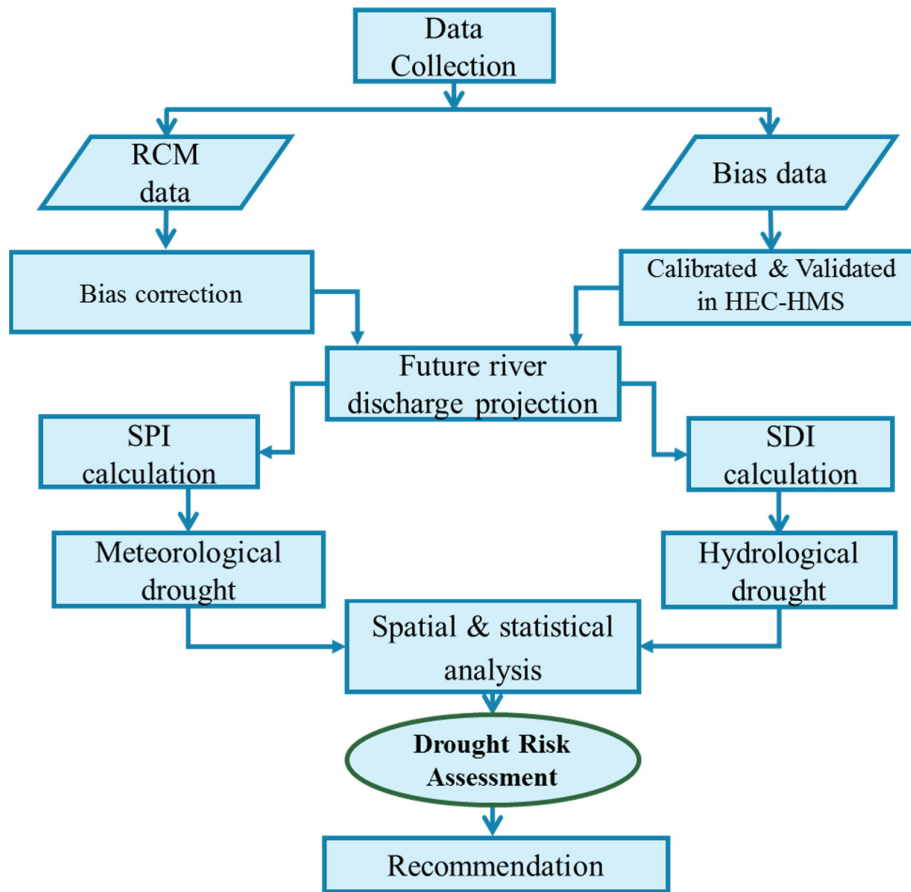 Data
Collection
RCM
data
Bias data
Bias correction
Calibrated & Validated
in HEC-HMS
Future river
discharge projection
SPI
calculation
SDI
calculation
Meteorological
drought
Hydrological
drought
Spatial & statistical
analysis
Drought Risk
Assessment
Recommendation